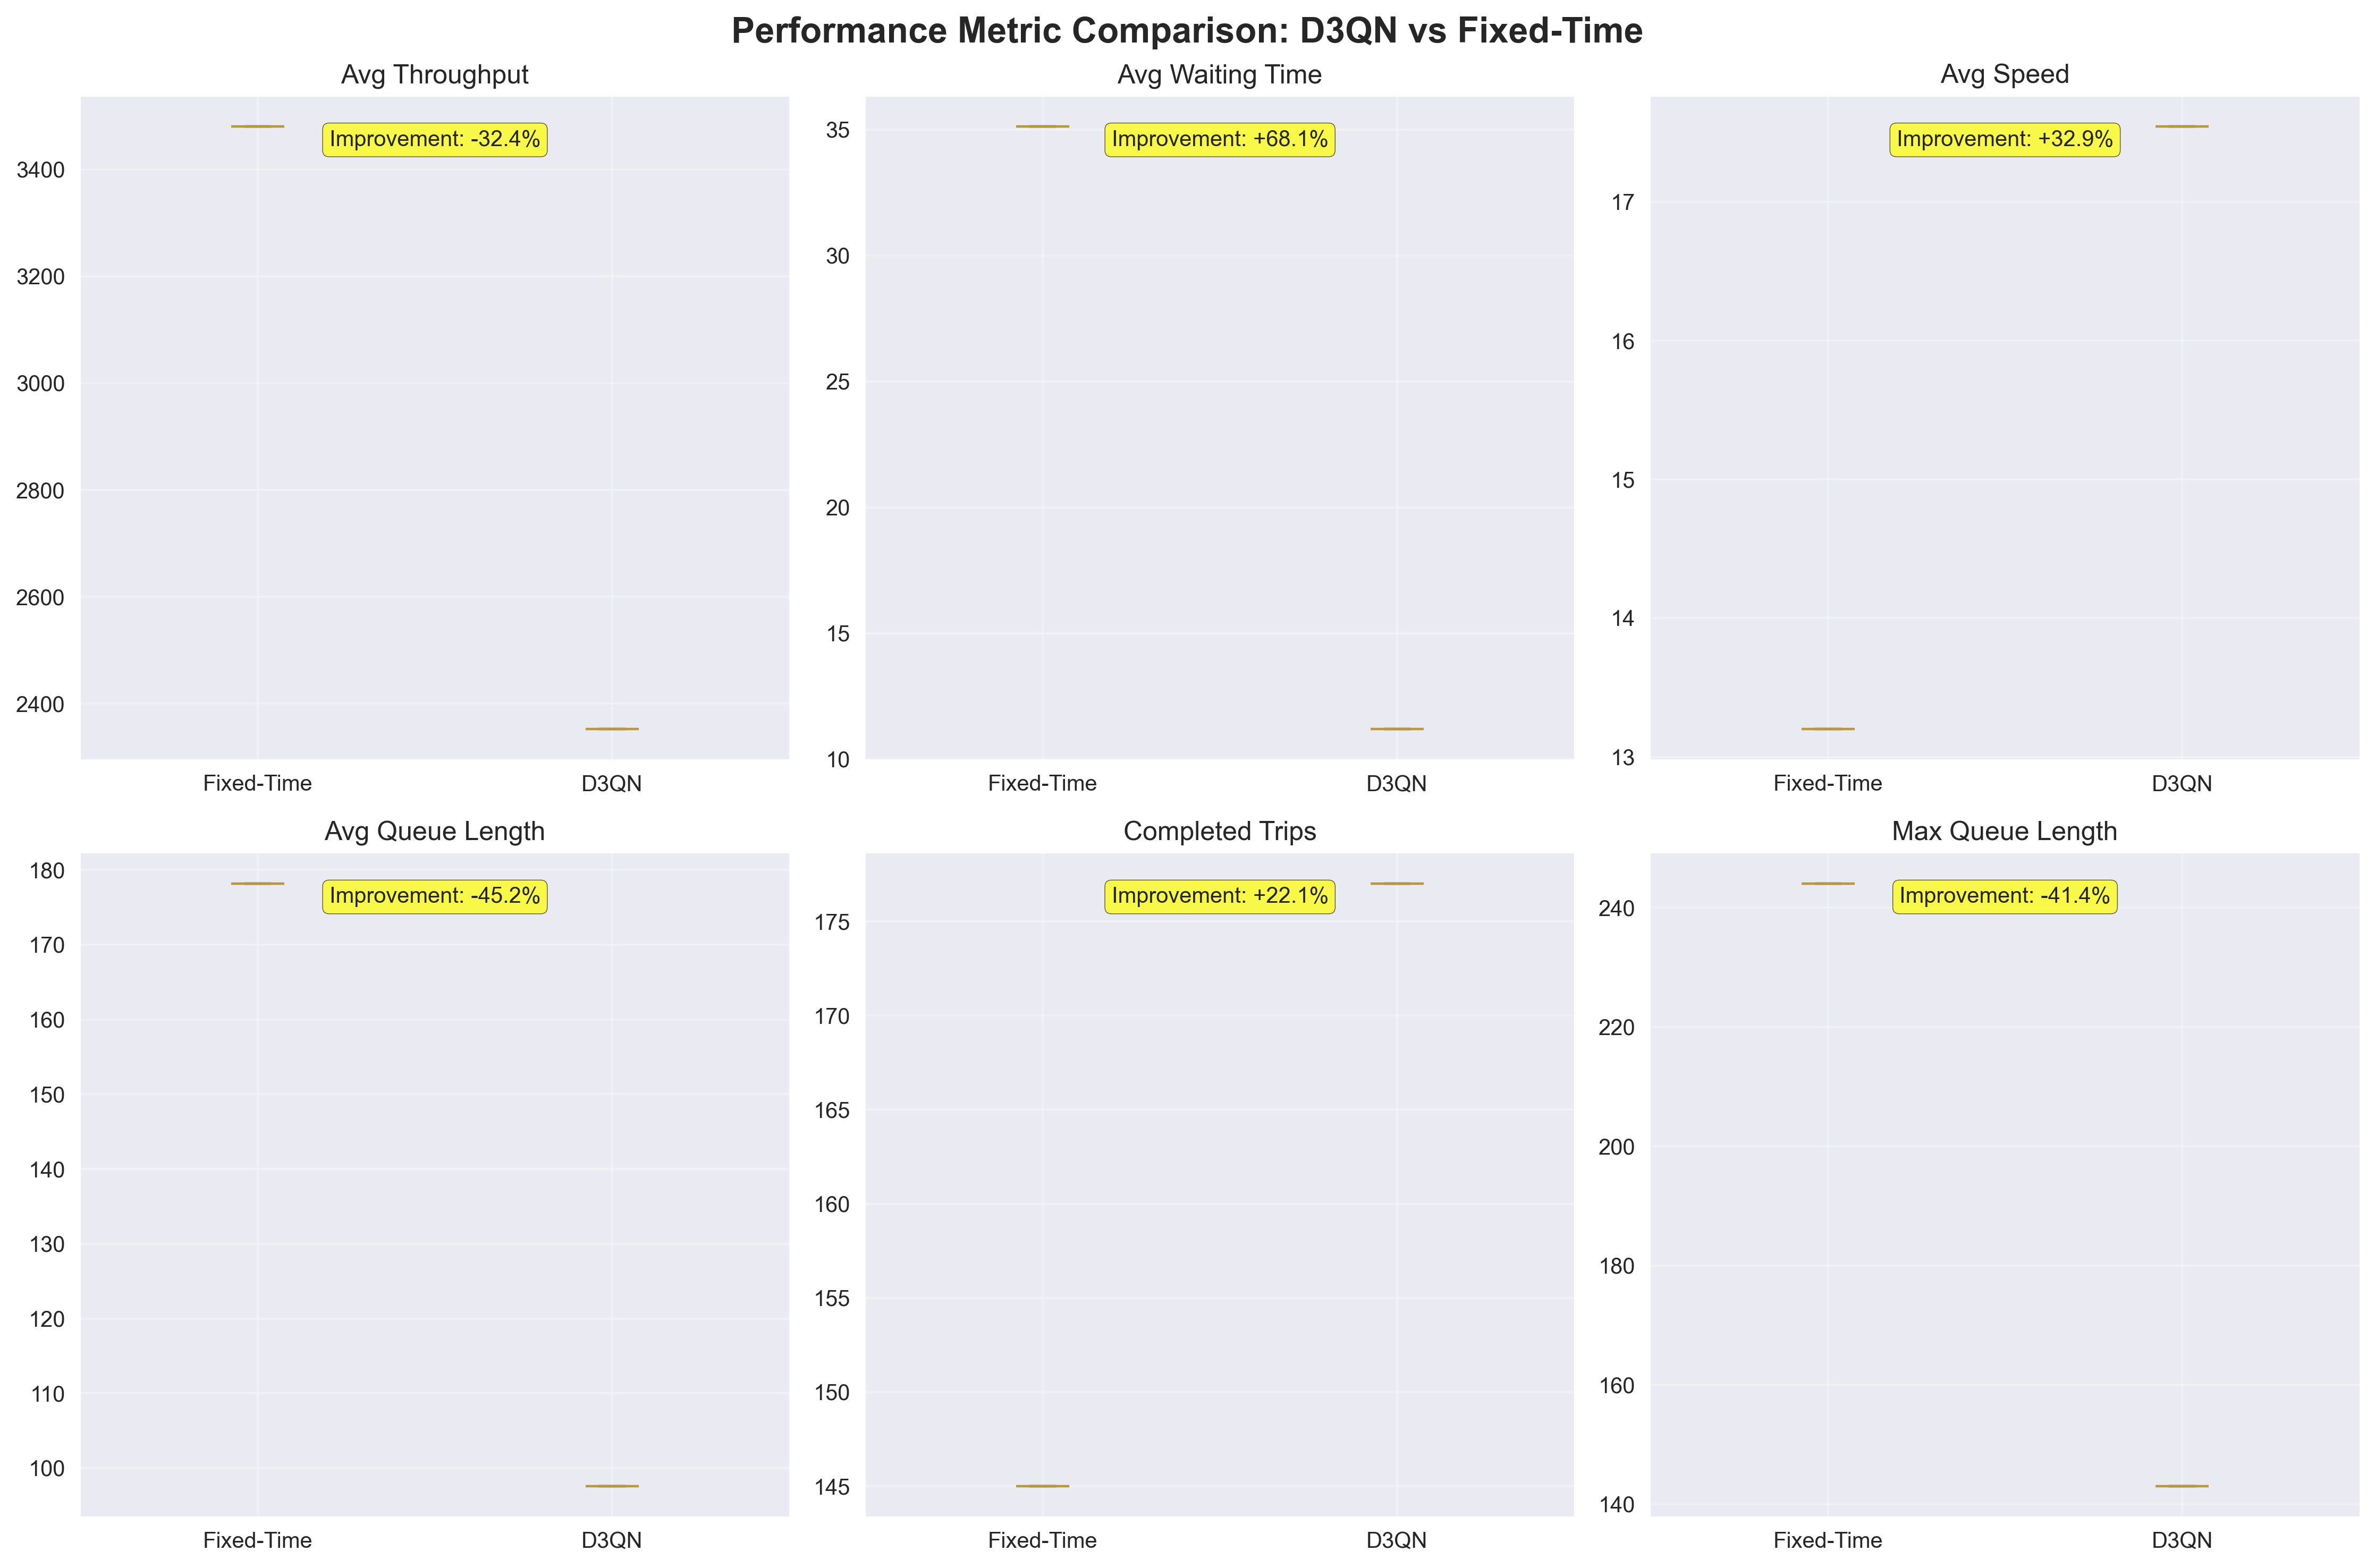 Performance Metric Comparison: D3QN vs Fixed-Time
Avg Throughput
Improvement: -32.4%
3400
3200
3000
2800
2600
2400
Fixed-Time
D3QN
Avg Waiting Time
Improvement: +68.1%
35
30
25
20
15
10
Fixed-Time
D3QN
Avg Speed
Improvement: +32.9%
17
16
15
14
13
Fixed-Time
D3QN
Avg Queue Length
Improvement: -45.2%
180
170
160
150
140
130
120
110
100
Fixed-Time
D3QN
Completed Trips
Improvement: +22.1%
175
170
165
160
155
150
145
Fixed-Time
D3QN
Max Queue Length
Improvement: -41.4%
240
220
200
180
160
140
Fixed-Time
D3QN